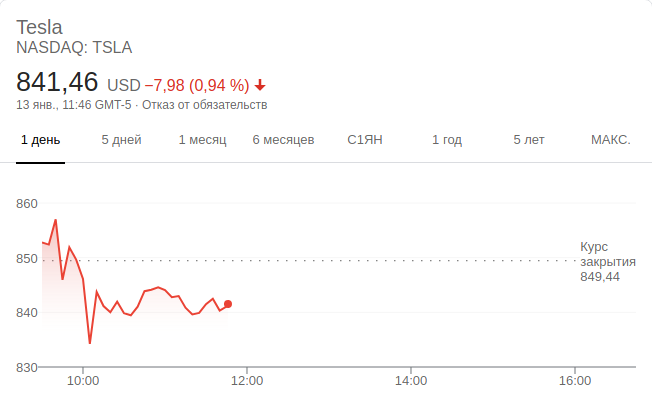 Tesla
NASDAQ: TSLA
841,46 USD −7,98 (0,94 %)
13 янв., 11:46 GMT-5 · Отказ от обязательств
1 день 5 дней 1 месяц 6 месяцев С1ЯН 1 год 5 лет МАКС.
860
850
840
830
Курс
закрытия
849,44
10:00 12:00 14:00 16:00